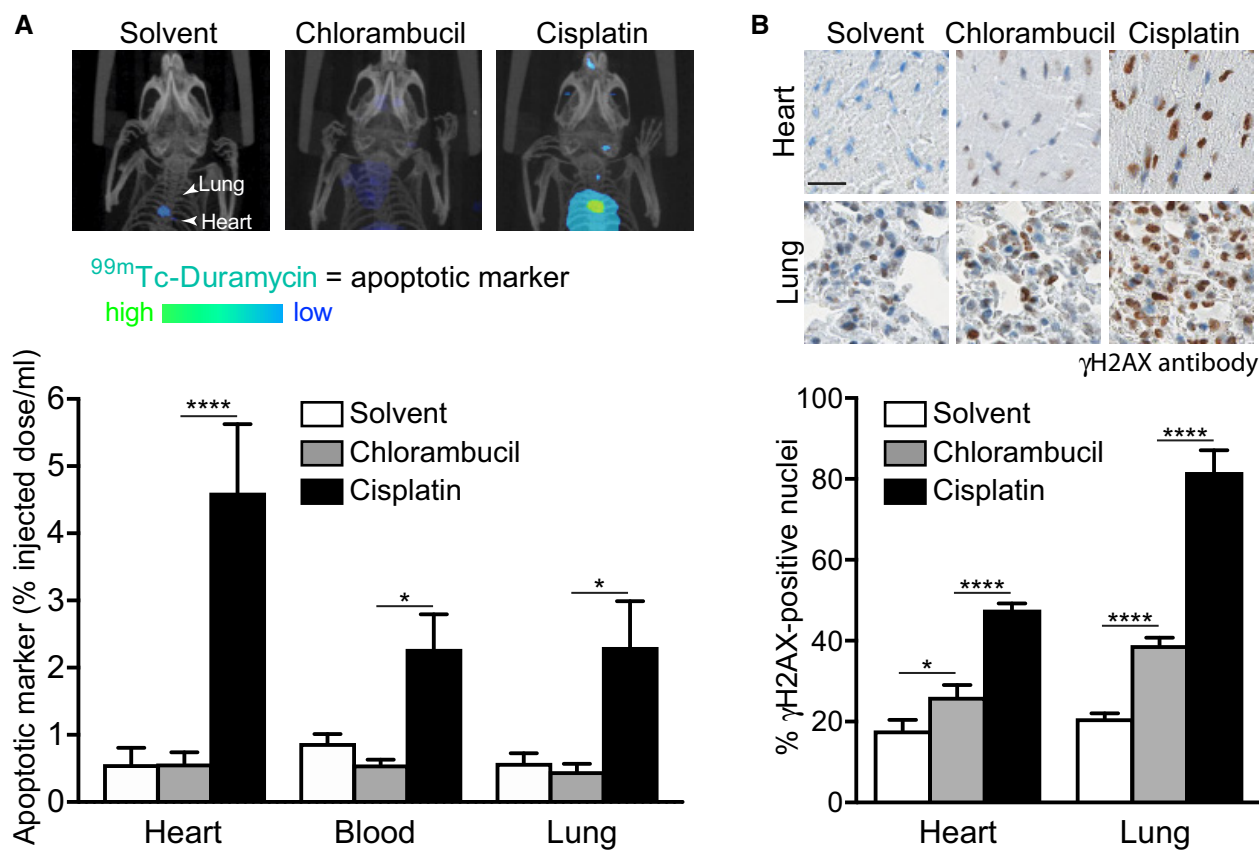 A
Solvent Chlorambucil Cisplatin
Lung
Heart
99mTc-Duramycin = apoptotic marker
high low
Apoptotic marker (% injected dose/ml)
6
5
4
3
2
1
0
****
*
*
Solvent
Chlorambucil
Cisplatin
Heart Blood Lung
B
Solvent Chlorambucil Cisplatin
Heart
Lung
γH2AX antibody
% γH2AX-positive nuclei
100
80
60
40
20
0
Solvent
Chlorambucil
Cisplatin
*
****
****
****
Heart Lung